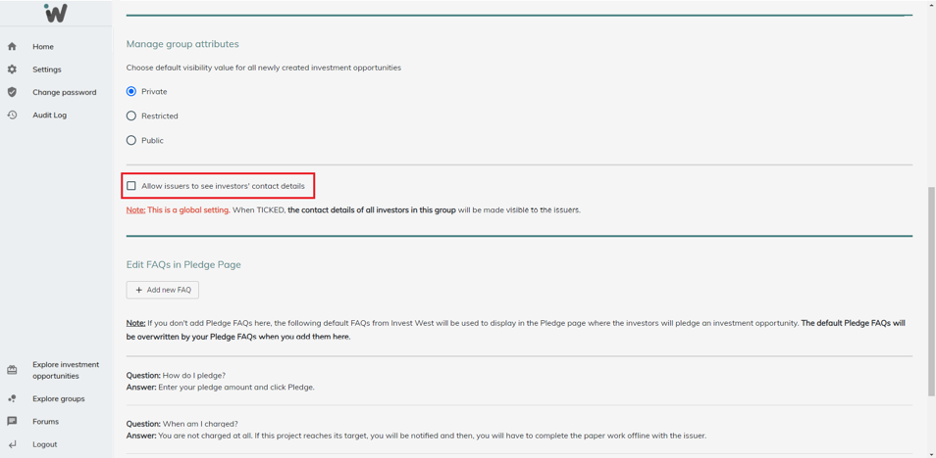 W
Home
Settings
Change password
Audit Log
Explore investment
opportunities
Explore groups
Forums
Logout
Manage group attributes
Choose default visibility value for all newly created investment opportunities
Private
Restricted
Public
Allow issuers to see investors' contact details
Note: This is a global setting. When TICKED, the contact details of all investors in this group will be made visible to the issuers.
Edit FAQs in Pledge Page
+ Add new FAQ
Note: If you don't add Pledge FAQs here, the following default FAQs from Invest West will be used to display in the Pledge page where the investors will pledge an investment opportunity. The default Pledge FAQs will
be overwritten by your Pledge FAQs when you add them here.
Question: How do I pledge?
Answer: Enter your pledge amount and click Pledge.
Question: When am I charged?
Answer: You are not charged at all. If this project reaches its target, you will be notified and then, you will have to complete the paper work offline with the issuer.